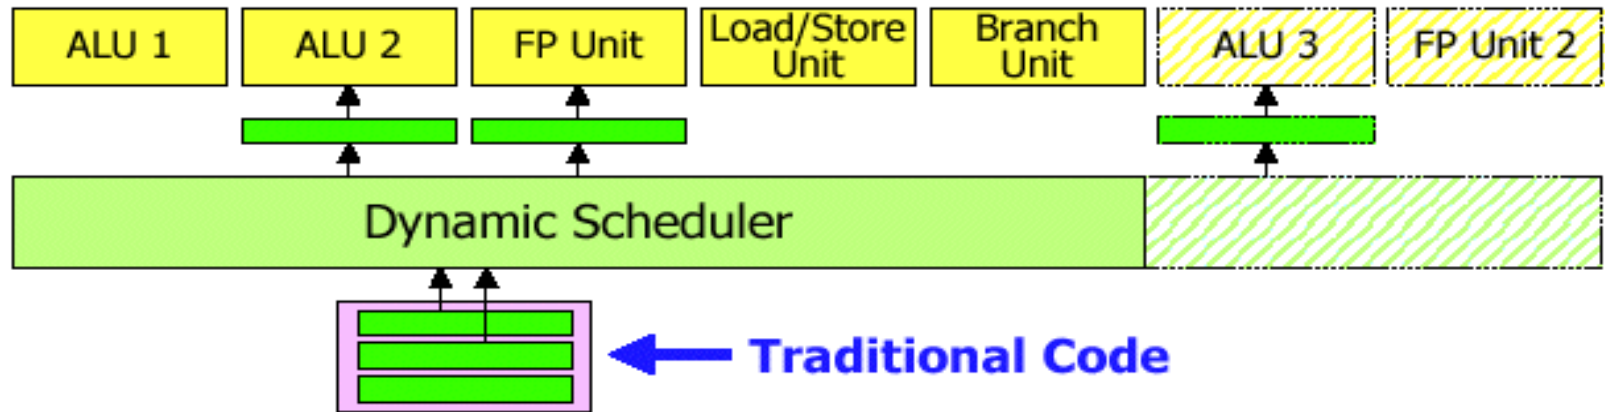 ALU 1
ALU 2
FP Unit
Load/Store
Unit
Branch
Unit
ALU 3
FP Unit 2
Dynamic Scheduler
Traditional Code